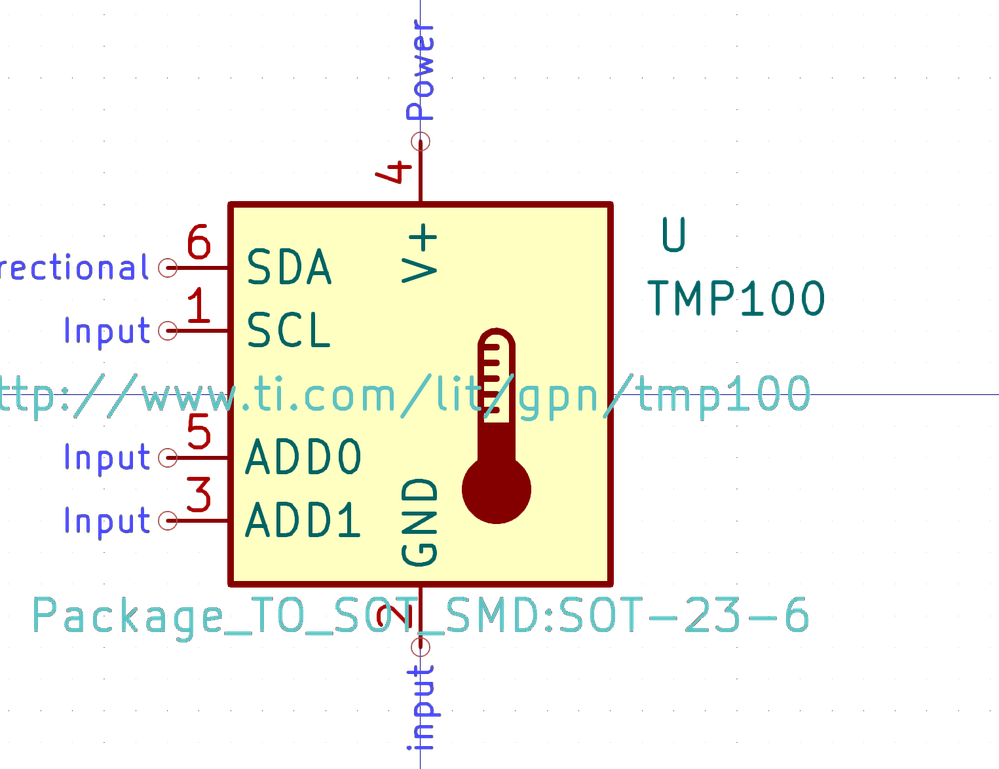 Power
4
V+
U
TMP100
6
rectional
SDA
1
Input
SCL
ttp://www.ti.com/lit/gpn/tmp100
5
Input
ADD0
3
Input
ADD1
GND
Package_TO_SOT_SMD:SOT-23-6
2
input